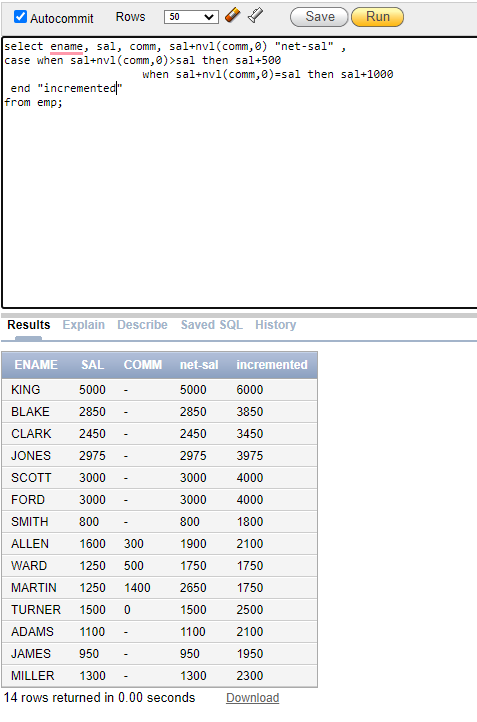 Autocommit Rows 50 Save Run
select ename, sal, comm, sal+nvl(comm,0) "net-sal" ,
case when sal+nvl(comm,0)>sal then sal+500
when sal+nvl(comm,0)=sal then sal+1000
end "incremented"
from emp;
Results Explain Describe Saved SQL History
ENAME SAL COMM net-sal incremented
KING 5000 - 5000 6000
BLAKE 2850 - 2850 3850
CLARK 2450 - 2450 3450
JONES 2975 - 2975 3975
SCOTT 3000 - 3000 4000
FORD 3000 - 3000 4000
SMITH 800 - 800 1800
ALLEN 1600 300 1900 2100
WARD 1250 500 1750 1750
MARTIN 1250 1400 2650 1750
TURNER 1500 0 1500 2500
ADAMS 1100 - 1100 2100
JAMES 950 - 950 1950
MILLER 1300 - 1300 2300
14 rows returned in 0.00 seconds Download